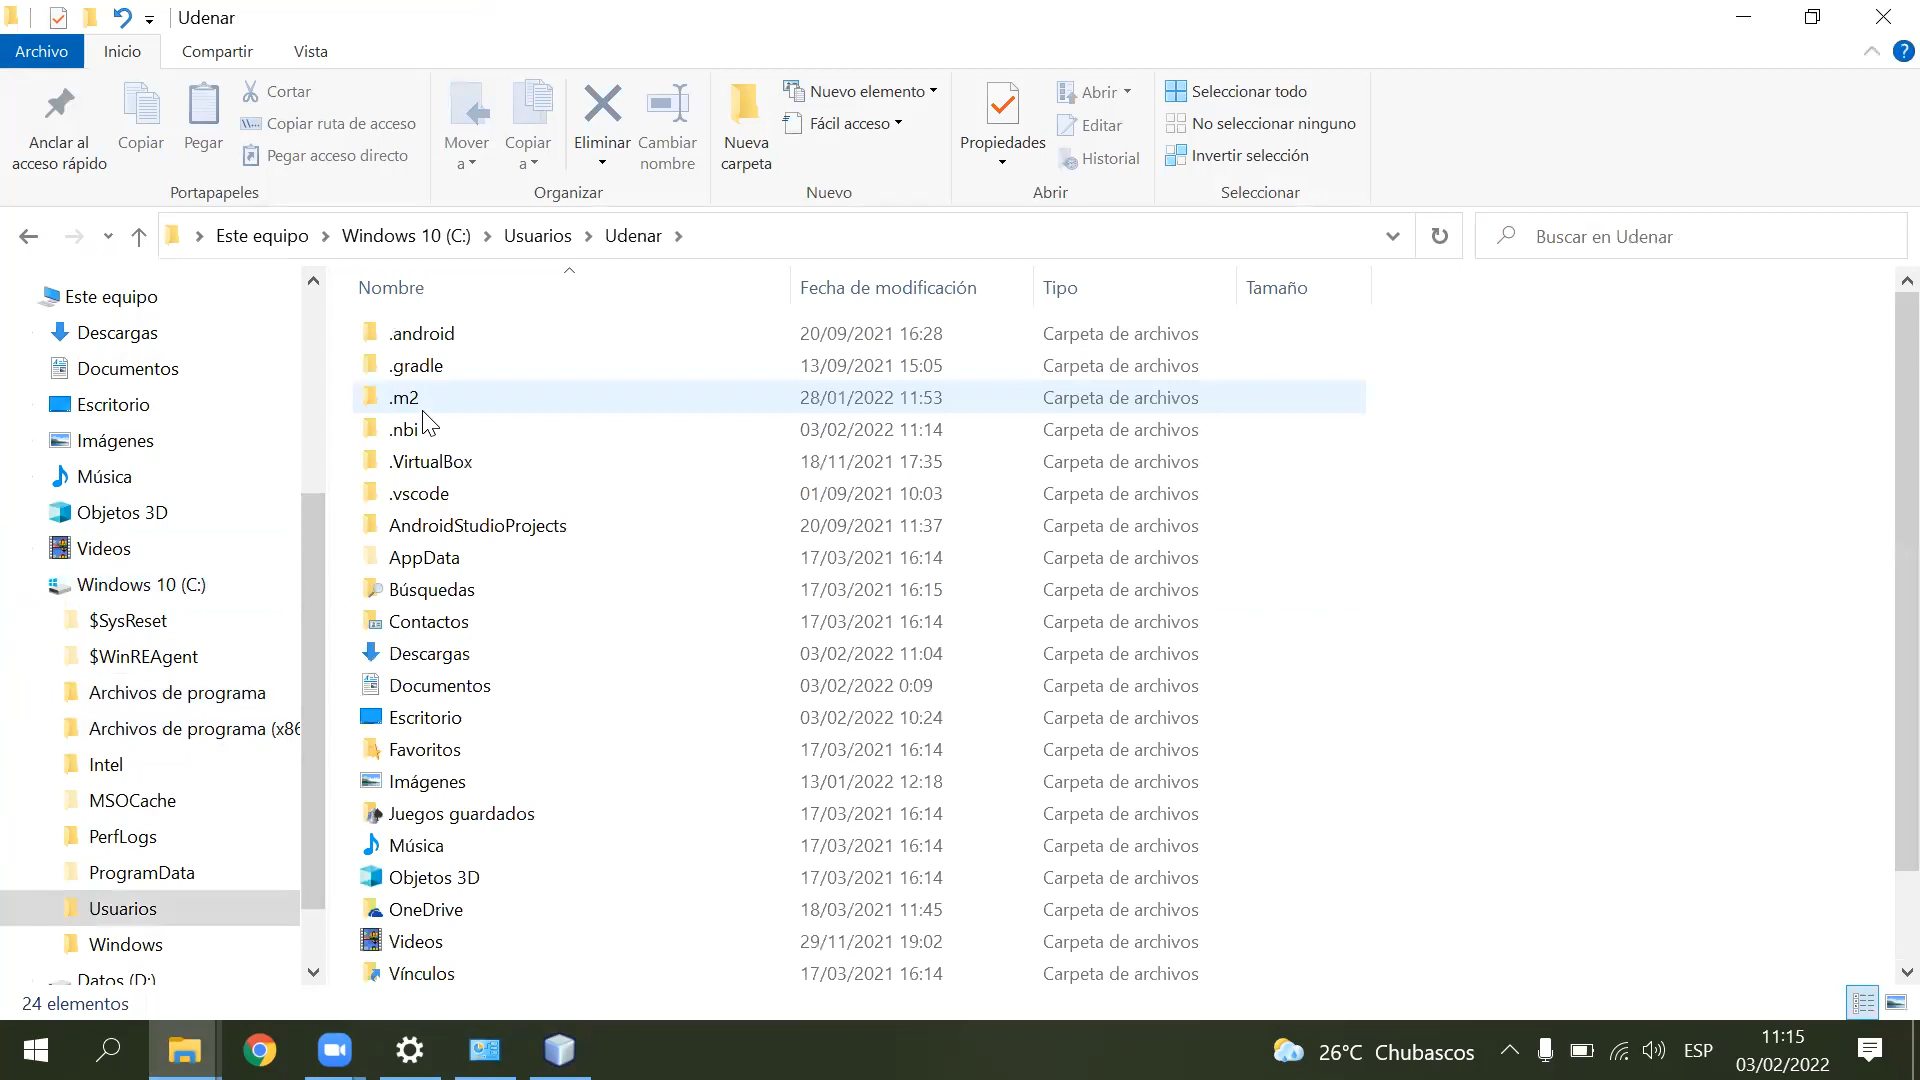 Udenar
Archivo Inicio Compartir Vista
Anclar al acceso rápido
Copiar
Pegar
Cortar
Copiar ruta de acceso
Pegar acceso directo
Portapapeles
Mover a
Copiar a
Eliminar
Cambiar nombre
Organizar
Nueva carpeta
Nuevo elemento
Fácil acceso
Nuevo
Propiedades
Abrir
Editar
Historial
Abrir
Seleccionar todo
No seleccionar ninguno
Invertir selección
Seleccionar
Este equipo Windows 10 (C:) Usuarios Udenar
Buscar en Udenar
Este equipo
Descargas
Documentos
Escritorio
Imágenes
Música
Objetos 3D
Videos
Windows 10 (C:)
$SysReset
$WinREAgent
Archivos de programa
Archivos de programa (x86
Intel
MSOCache
PerfLogs
ProgramData
Usuarios
Windows
Datos (D:)
Nombre Fecha de modificación Tipo Tamaño
.android 20/09/2021 16:28 Carpeta de archivos
.gradle 13/09/2021 15:05 Carpeta de archivos
.m2 28/01/2022 11:53 Carpeta de archivos
.nbi 03/02/2022 11:14 Carpeta de archivos
.VirtualBox 18/11/2021 17:35 Carpeta de archivos
.vscode 01/09/2021 10:03 Carpeta de archivos
AndroidStudioProjects 20/09/2021 11:37 Carpeta de archivos
AppData 17/03/2021 16:14 Carpeta de archivos
Búsquedas 17/03/2021 16:15 Carpeta de archivos
Contactos 17/03/2021 16:14 Carpeta de archivos
Descargas 03/02/2022 11:04 Carpeta de archivos
Documentos 03/02/2022 0:09 Carpeta de archivos
Escritorio 03/02/2022 10:24 Carpeta de archivos
Favoritos 17/03/2021 16:14 Carpeta de archivos
Imágenes 13/01/2022 12:18 Carpeta de archivos
Juegos guardados 17/03/2021 16:14 Carpeta de archivos
Música 17/03/2021 16:14 Carpeta de archivos
Objetos 3D 17/03/2021 16:14 Carpeta de archivos
OneDrive 18/03/2021 11:45 Carpeta de archivos
Videos 29/11/2021 19:02 Carpeta de archivos
Vínculos 17/03/2021 16:14 Carpeta de archivos
24 elementos
26°C Chubascos
ESP
11:15
03/02/2022